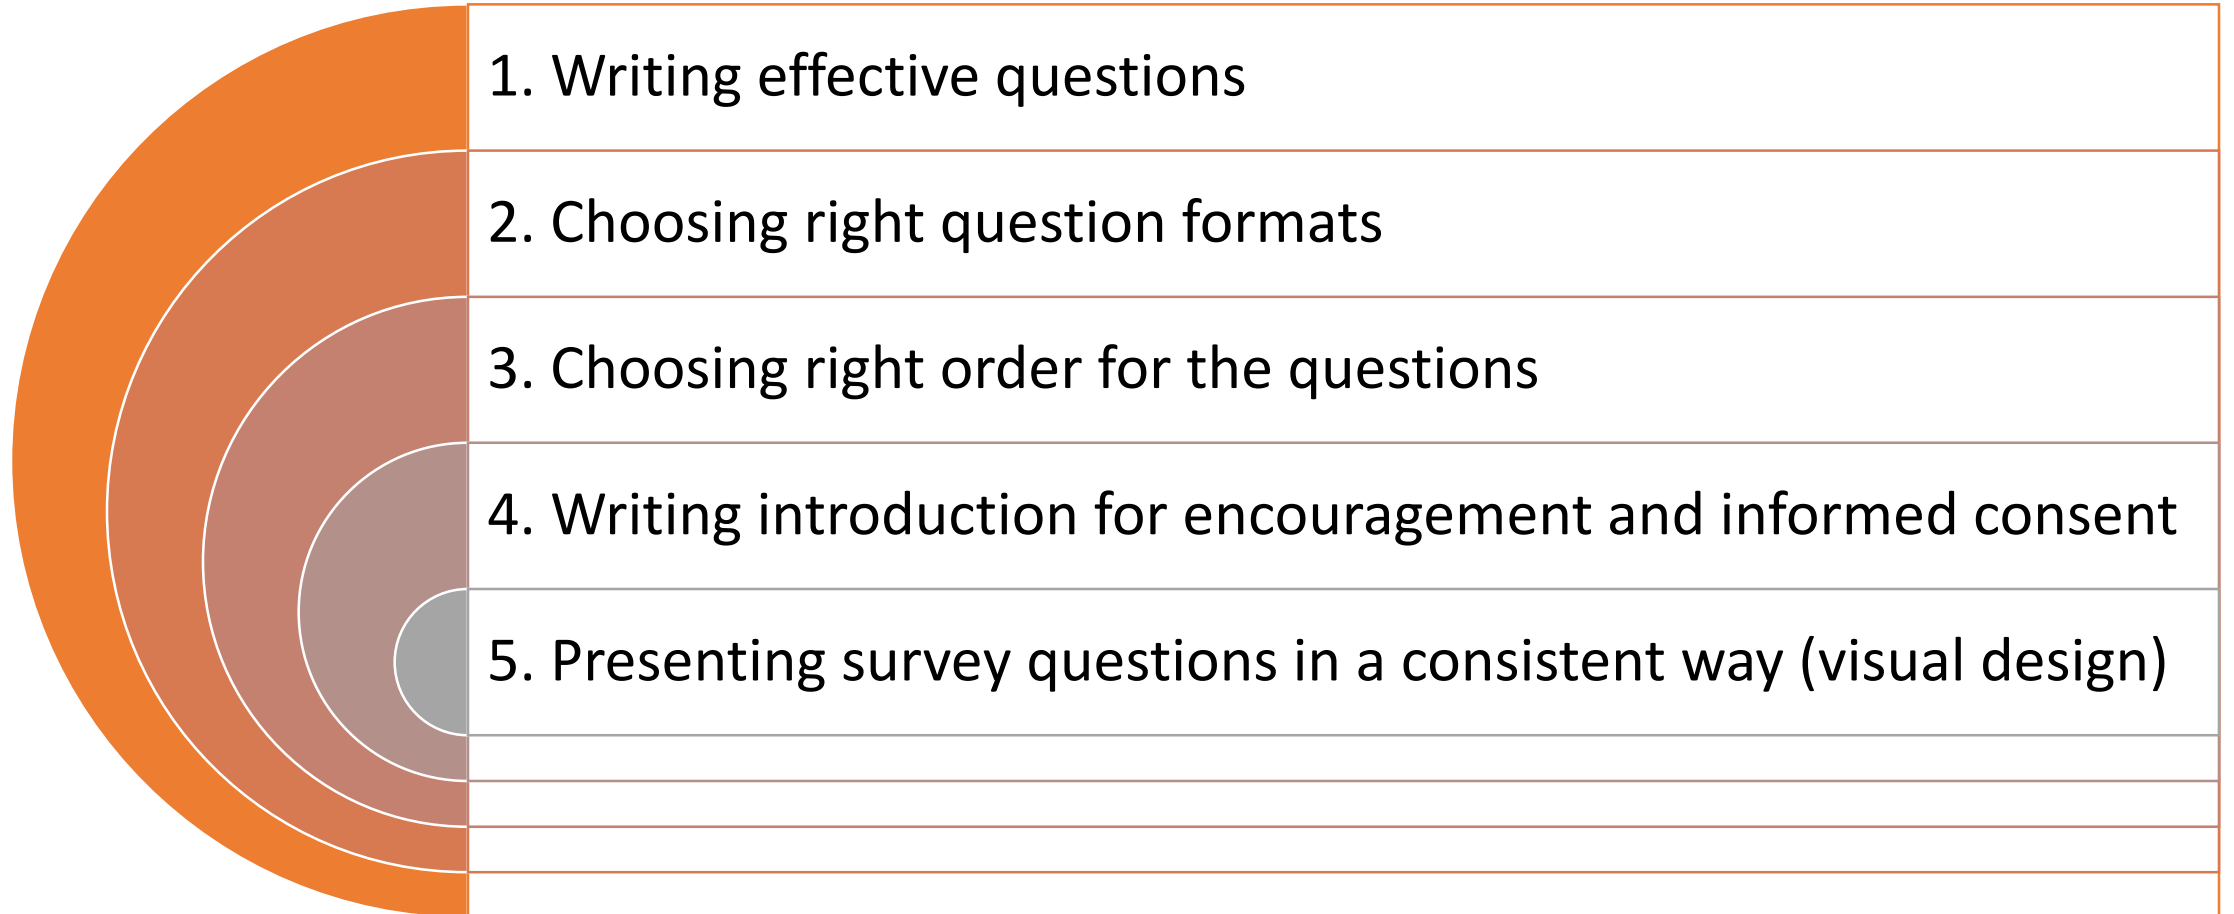 1. Writing effective questions
2. Choosing right question formats
3. Choosing right order for the questions
4. Writing introduction for encouragement and informed consent
5. Presenting survey questions in a consistent way (visual design)